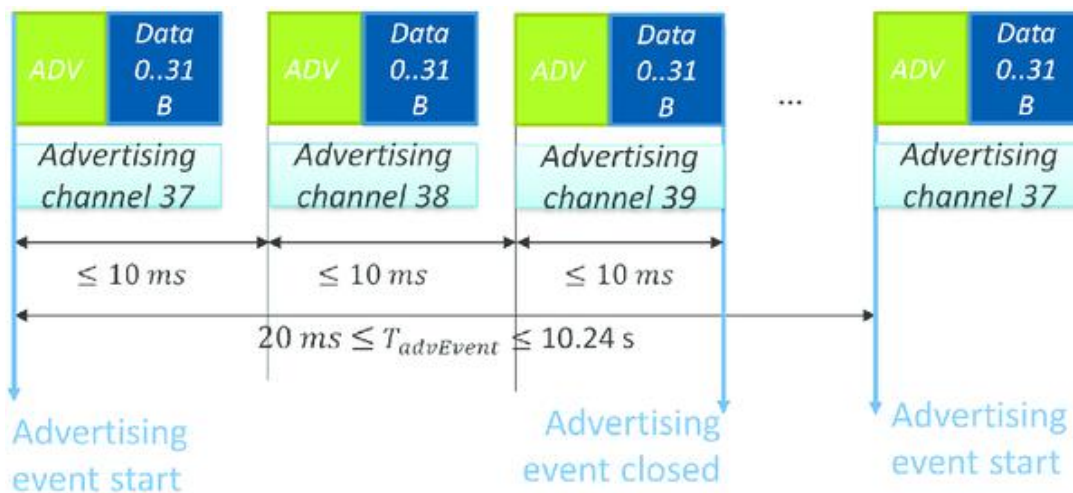 ADV
Data
0..31
B
ADV
Data
0..31
B
ADV
Data
0..31
B
...
ADV
Data
0..31
B
Advertising
channel 37
Advertising
channel 38
Advertising
channel 39
Advertising
channel 37
≤ 10 ms
≤ 10 ms
≤ 10 ms
20 ms ≤ T_advEvent ≤ 10.24 s
Advertising
event start
Advertising
event closed
Advertising
event start